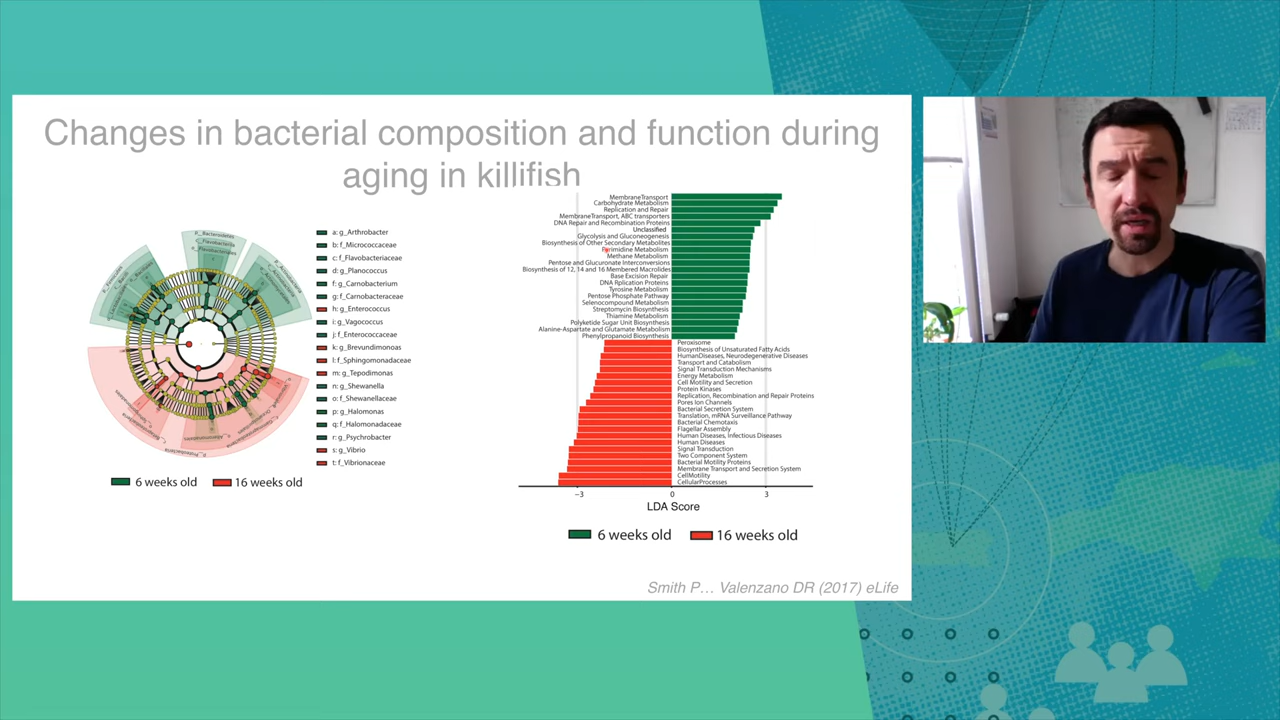 Changes in bacterial composition and function during
aging in killifish
a: g_Arthrobacter
b: f_Micrococcaceae
c: f_Flavobacteriaceae
d: g_Planococcus
f: g_Carnobacterium
g: f_Carnobacteraceae
h: g_Enterococcus
i: g_Vagococcus
j: f_Enterococcaceae
k: g_Brevundimonas
l: f_Sphingomonadaceae
m: g_Tepodimonas
n: g_Shewanella
o: f_Shewanellaceae
p: g_Halomonas
q: f_Halomonadaceae
r: g_Psychrobacter
s: g_Vibrio
t: f_Vibrionaceae
6 weeks old 16 weeks old
MembraneTransport
Carbohydrate Metabolism
Replication and Repair
MembraneTransport, ABC transporters
DNA Repair and Recombination Proteins
Unclassified
Glycolysis and Gluconeogenesis
Biosynthesis of Other Secondary Metabolites
Pirimidine Metabolism
Methane Metabolism
Pentose and Glucuronate Interconversions
Biosynthesis of 12, 14 and 16 Membered Macrolides
Base Excision Repair
DNA Rplication Proteins
Tyrosine Metabolism
Pentose Phosphate Pathway
Selenocompound Metabolism
Streptomycin Biosynthesis
Thiamine Metabolism
Polyketide Sugar Unit Biosynthesis
Alanine-Aspartate and Glutamate Metabolism
Phenylpropanoid Biosynthesis
Peroxisome
Biosynthesis of Unsaturated Fatty Acids
HumanDiseases, Neurodegenerative Diseases
Transport and Catabolism
Signal Transduction Mechanisms
Energy Metabolism
Cell Motility and Secretion
Protein Kinases
Replication, Recombination and Repair Proteins
Pores Ion Channels
Bacterial Secretion System
Translation, mRNA Surveillance Pathway
Bacterial Chemotaxis
Flagellar Assembly
Human Diseases, Infectious Diseases
Human Diseases
Signal Transduction
Two Component System
Bacterial Motility Proteins
Membrane Transport and Secretion System
CellMotility
CellularProcesses
−3 0 3
LDA Score
6 weeks old 16 weeks old
Smith P… Valenzano DR (2017) eLife